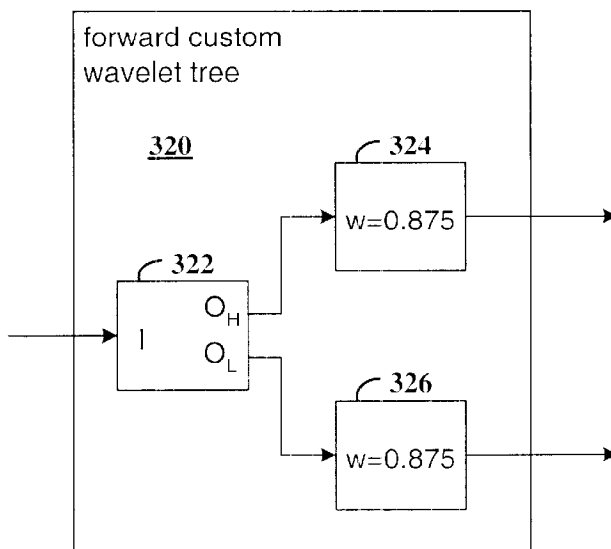 forward custom
wavelet tree
320
324
w=0.875
322
I
O_H
O_L
326
w=0.875